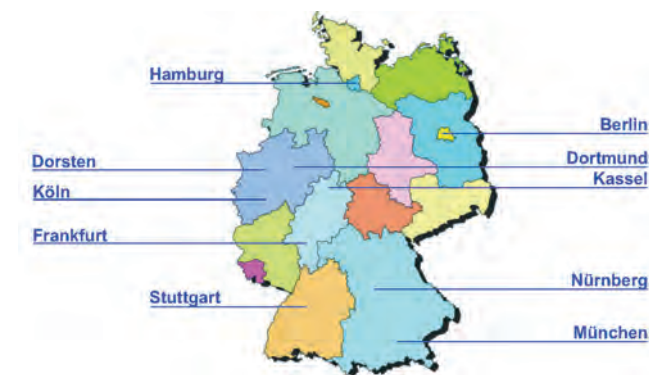 Hamburg
Berlin
Dorsten
Dortmund
Kassel
Köln
Frankfurt
Nürnberg
Stuttgart
München